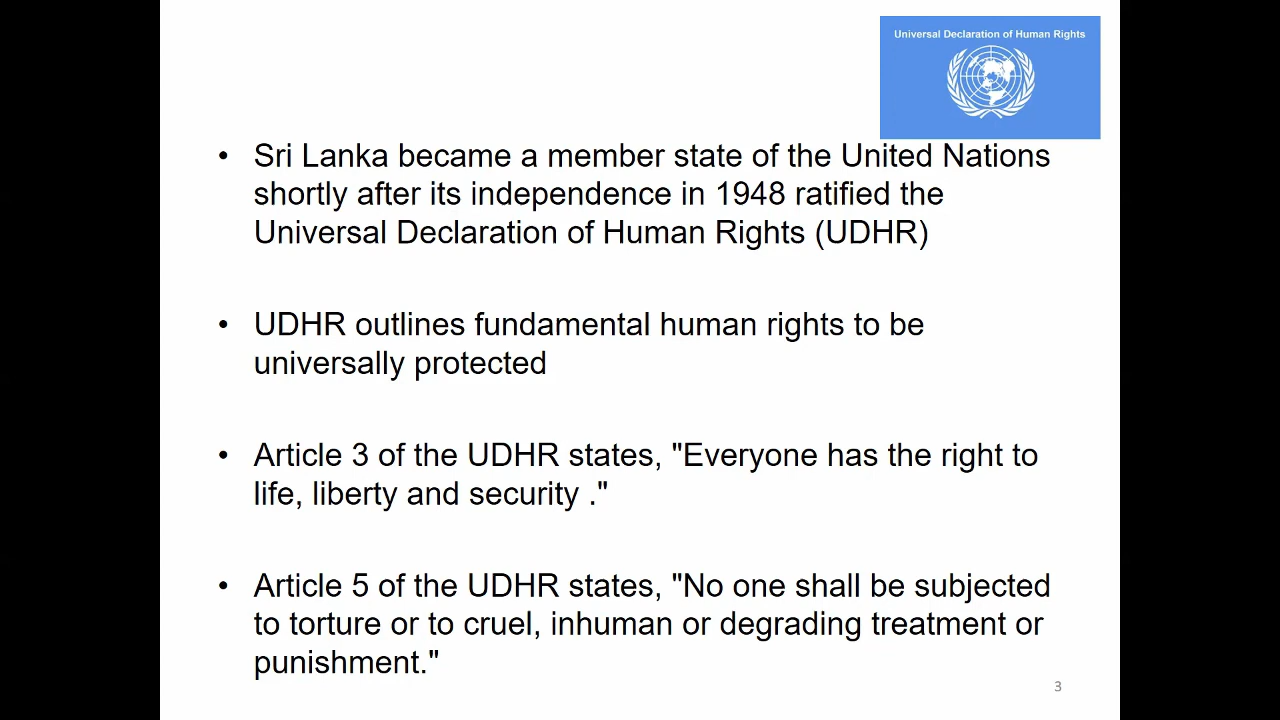 Universal Declaration of Human Rights
• Sri Lanka became a member state of the United Nations
shortly after its independence in 1948 ratified the
Universal Declaration of Human Rights (UDHR)
• UDHR outlines fundamental human rights to be
universally protected
• Article 3 of the UDHR states, "Everyone has the right to
life, liberty and security ."
• Article 5 of the UDHR states, "No one shall be subjected
to torture or to cruel, inhuman or degrading treatment or
punishment."
3